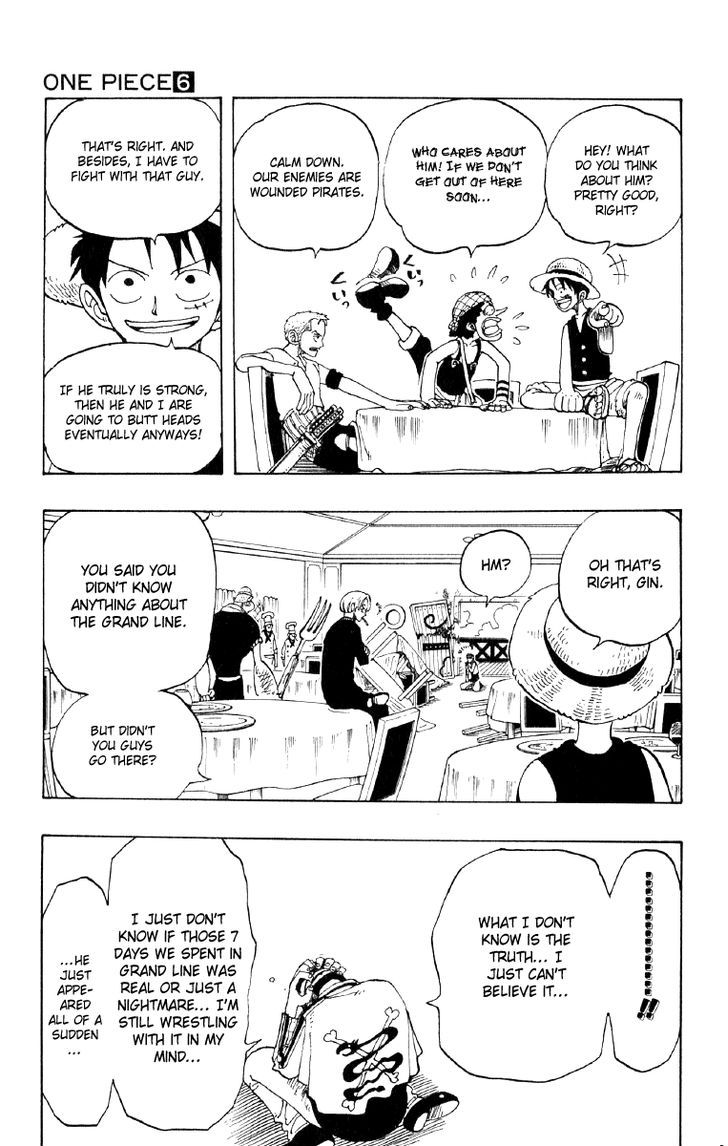 ONE PIECE 6
HEY! WHAT
DO YOU THINK
ABOUT HIM?
PRETTY GOOD,
RIGHT?
WHO CARES ABOUT
HIM! IF WE DON'T
GET OUT OF HERE
SOON...
CALM DOWN.
OUR ENEMIES ARE
WOUNDED PIRATES.
ぐいっ
THAT'S RIGHT. AND
BESIDES, I HAVE TO
FIGHT WITH THAT GUY.
IF HE TRULY IS STRONG,
THEN HE AND I ARE
GOING TO BUTT HEADS
EVENTUALLY ANYWAYS!
OH THAT'S
RIGHT, GIN.
HM?
YOU SAID YOU
DIDN'T KNOW
ANYTHING ABOUT
THE GRAND LINE.
BUT DIDN'T
YOU GUYS
GO THERE?
.................!!
WHAT I DON'T
KNOW IS THE
TRUTH... I
JUST CAN'T
BELIEVE IT...
I JUST DON'T
KNOW IF THOSE 7
DAYS WE SPENT IN
GRAND LINE WAS
REAL OR JUST A
NIGHTMARE... I'M
STILL WRESTLING
WITH IT IN MY
MIND...
...HE
JUST
APPE-
ARED
ALL OF A
SUDDEN
...